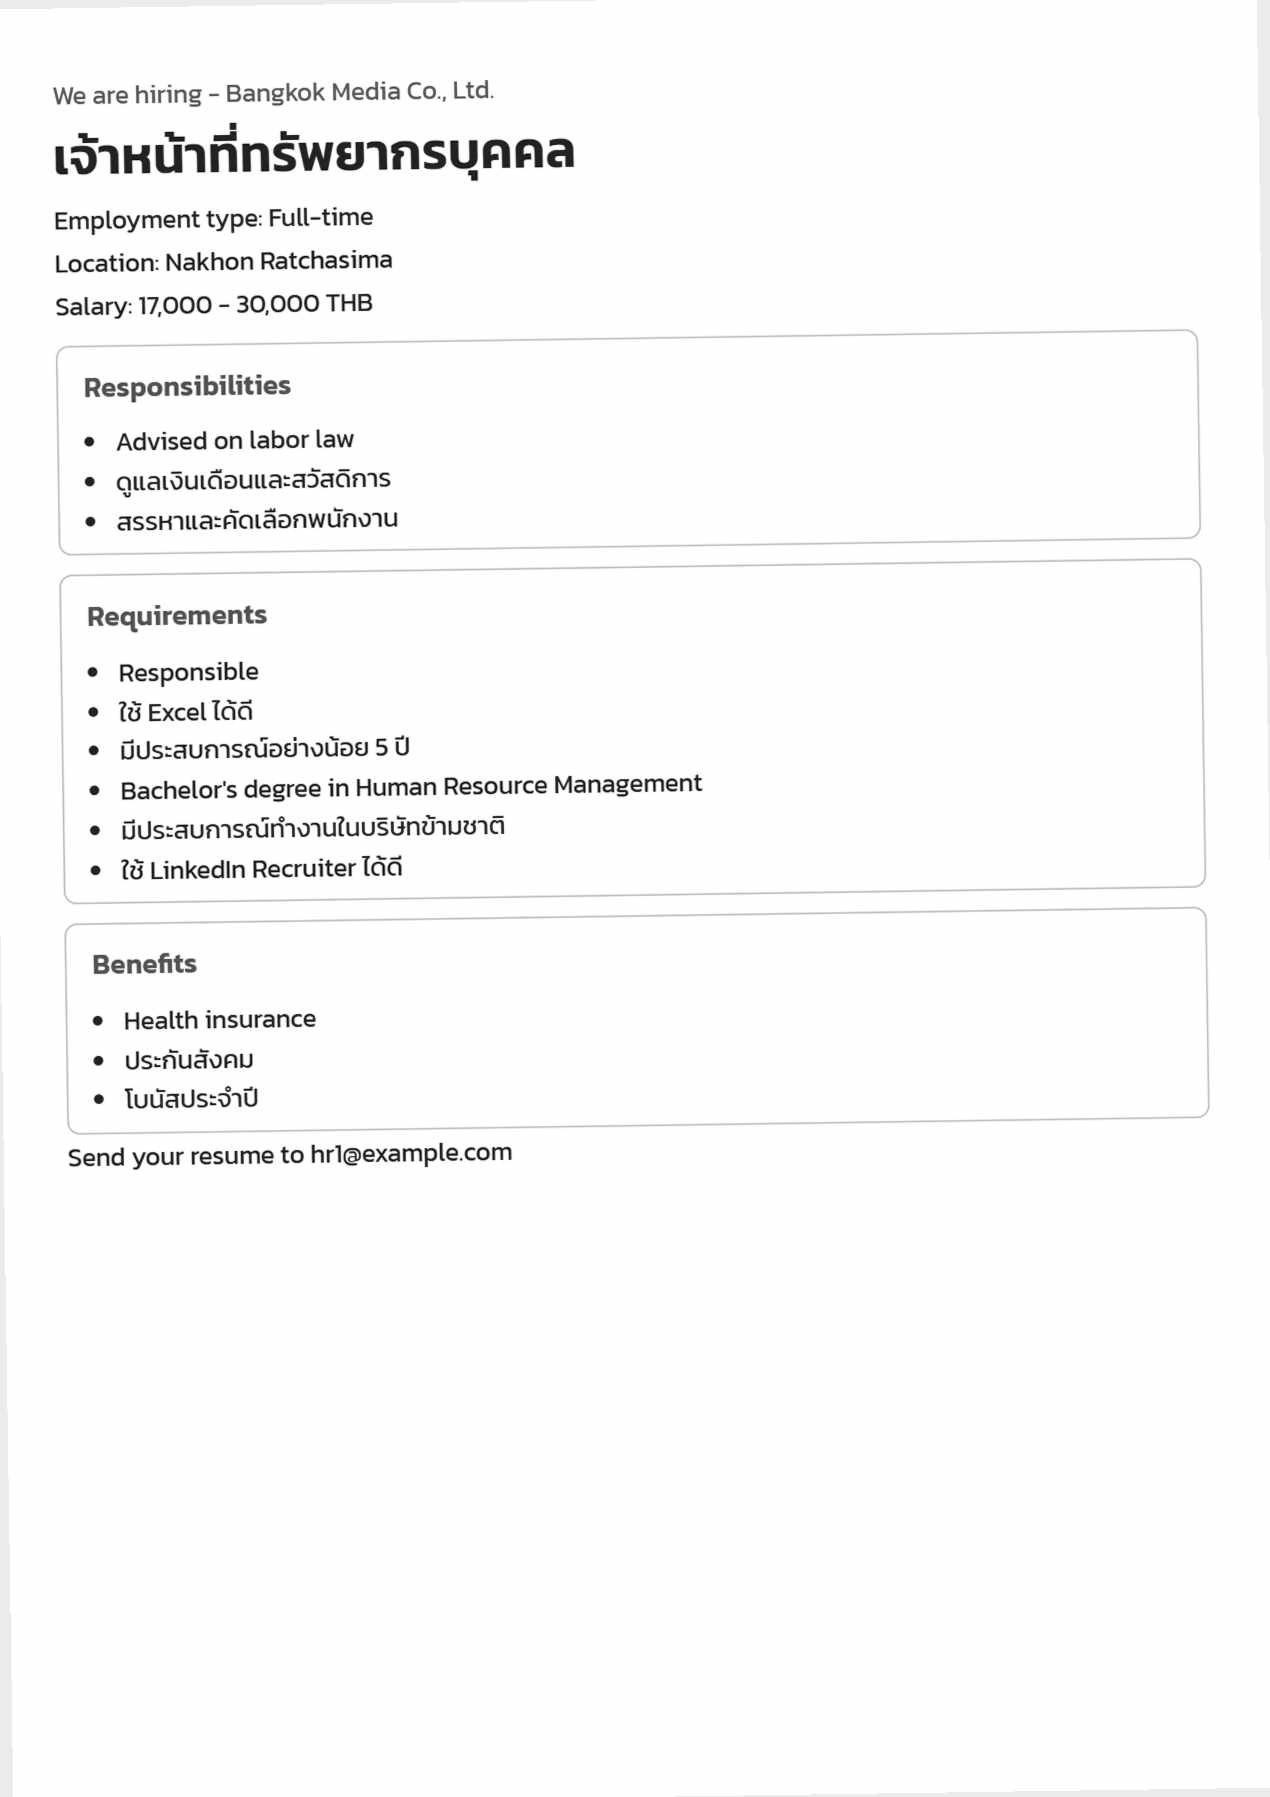 We are hiring - Bangkok Media Co., Ltd.
เจ้าหน้าที่ทรัพยากรบุคคล
Employment type: Full-time
Location: Nakhon Ratchasima
Salary: 17,000 - 30,000 THB
Responsibilities
• Advised on labor law
• ดูแลเงินเดือนและสวัสดิการ
• สรรหาและคัดเลือกพนักงาน
Requirements
• Responsible
• ใช้ Excel ได้ดี
• มีประสบการณ์อย่างน้อย 5 ปี
• Bachelor's degree in Human Resource Management
• มีประสบการณ์ทำงานในบริษัทข้ามชาติ
• ใช้ LinkedIn Recruiter ได้ดี
Benefits
• Health insurance
• ประกันสังคม
• โบนัสประจำปี
Send your resume to hr1@example.com